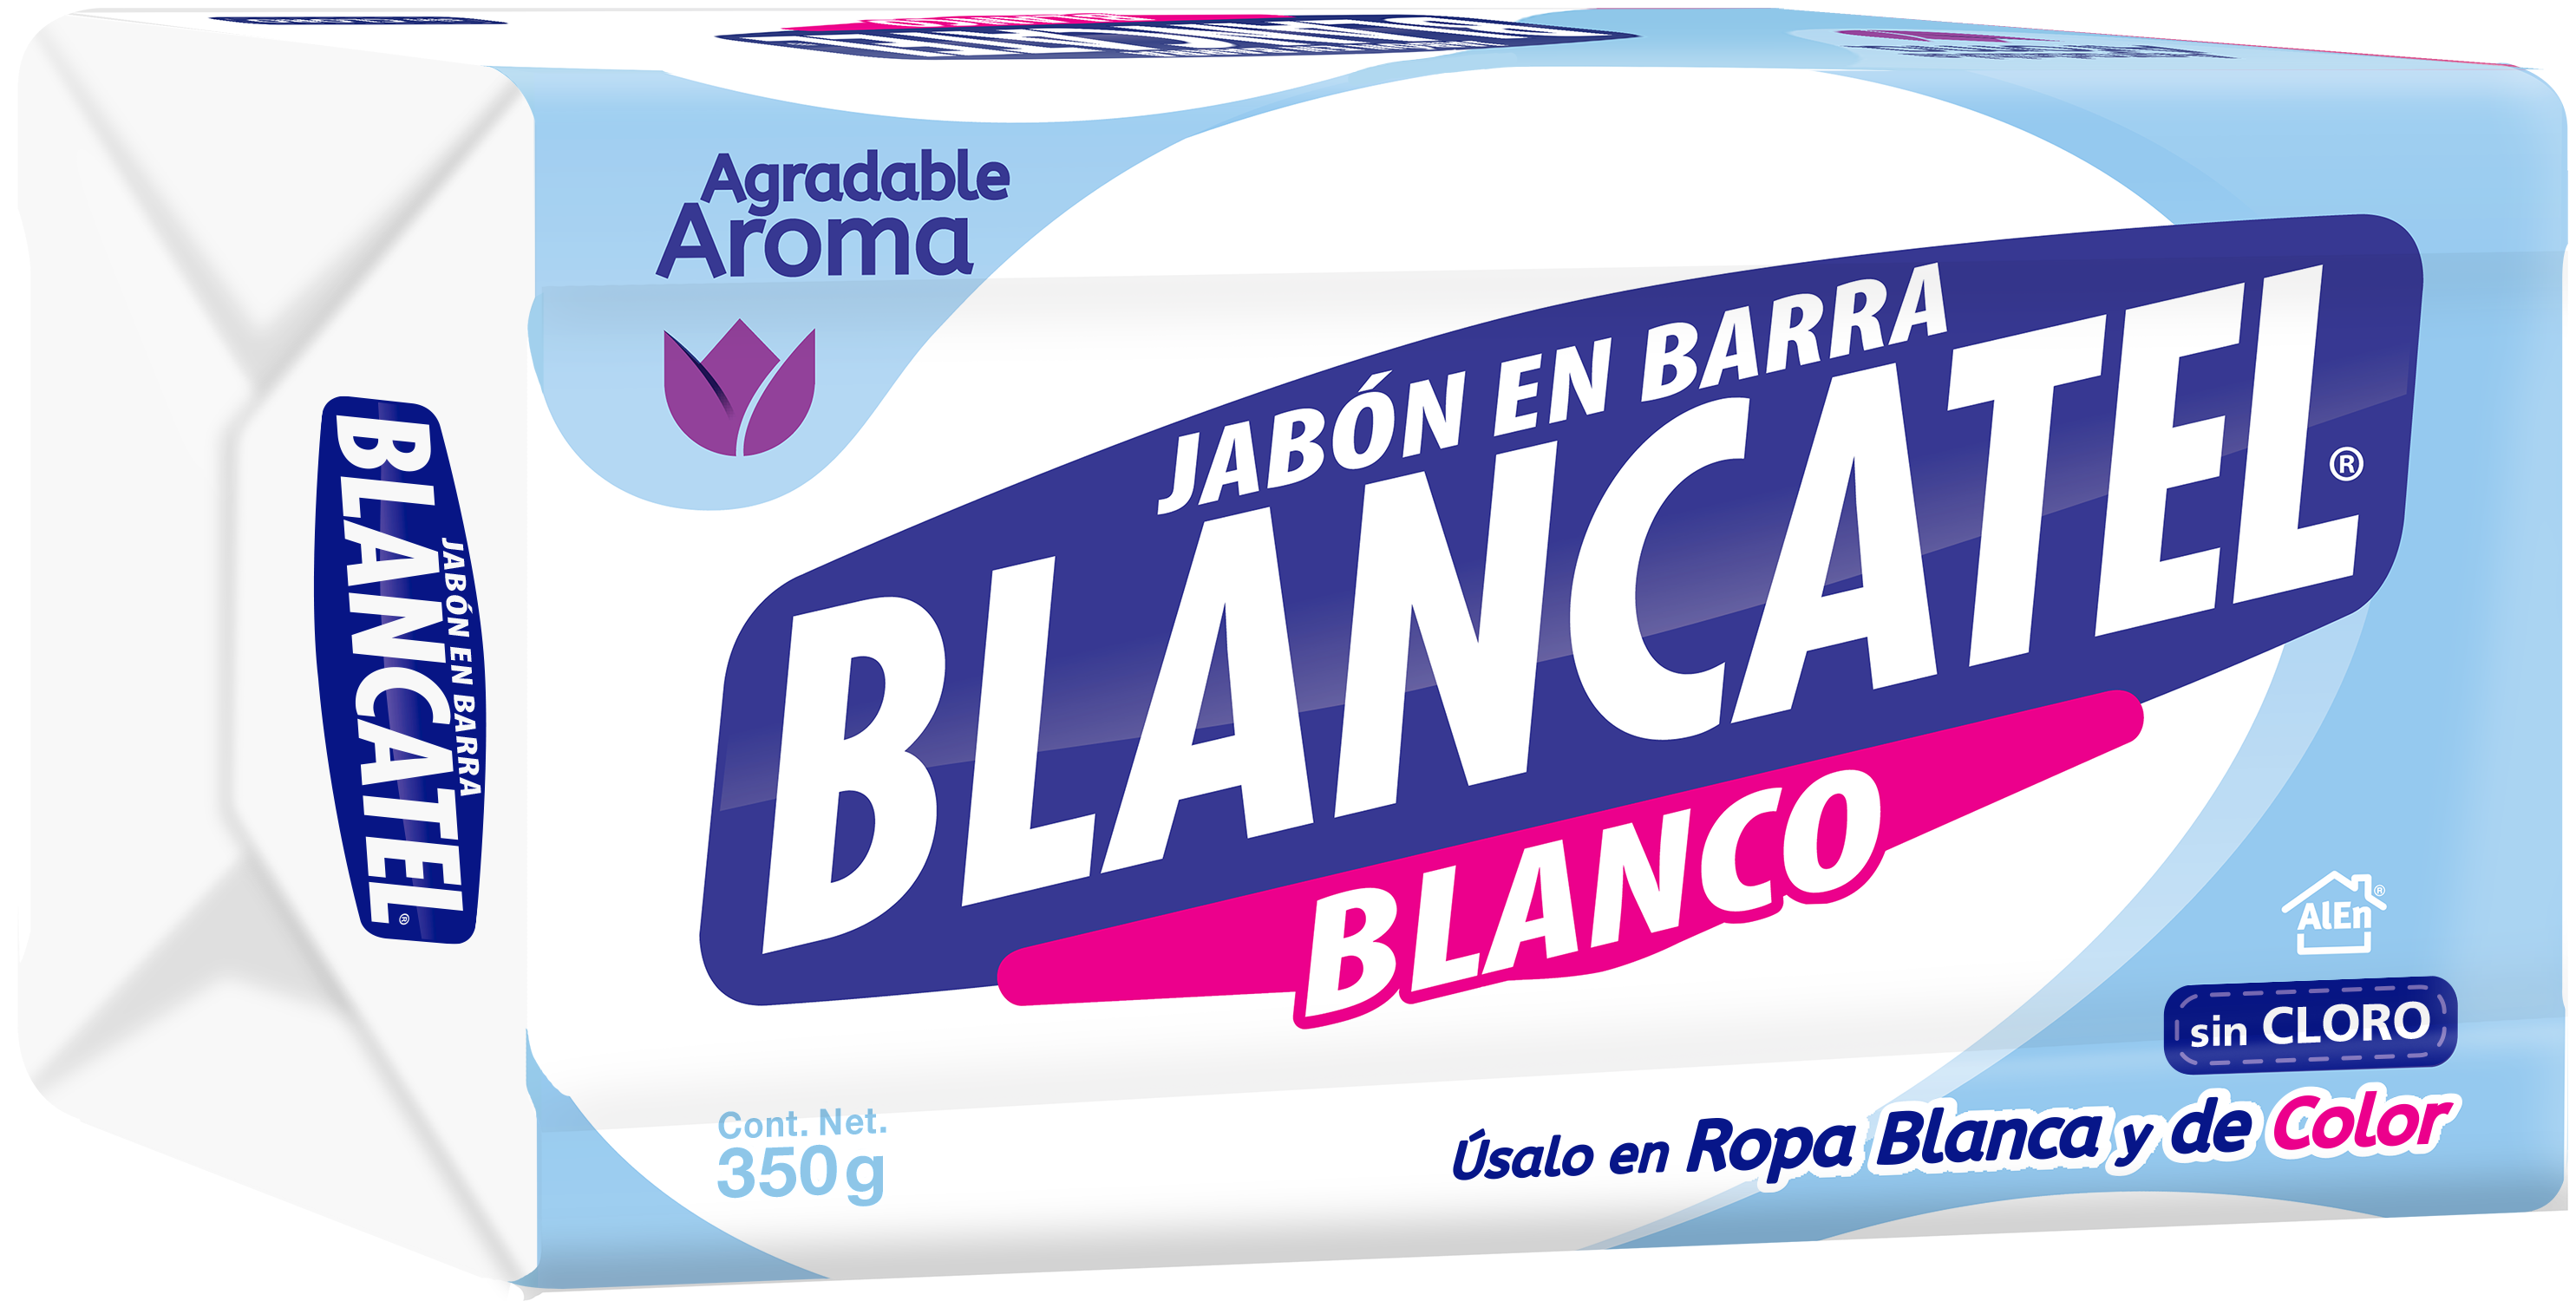 Agradable
Aroma
JABÓN EN BARRA
BLANCATEL®
BLANCO
JABÓN EN BARRA
BLANCATEL®
AlEn®
sin CLORO
Cont. Net.
350g
Úsalo en Ropa Blanca y de Color